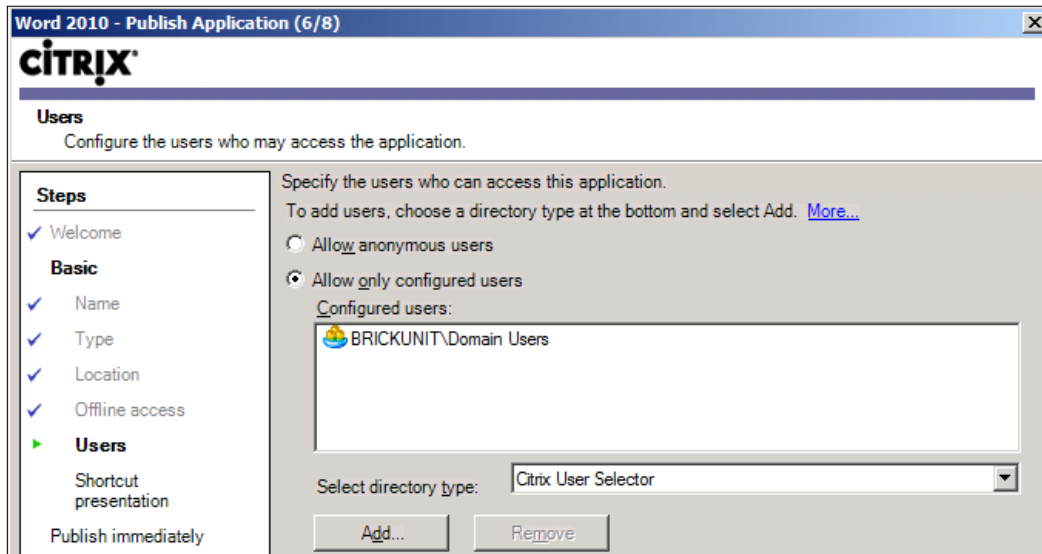 Word 2010 - Publish Application (6/8)
CITRIX
Users
Configure the users who may access the application.
Steps
Welcome
Basic
Name
Type
Location
Offline access
Users
Shortcut
presentation
Publish immediately
Specify the users who can access this application.
To add users, choose a directory type at the bottom and select Add. More...
Allow anonymous users
Allow only configured users
Configured users:
BRICKUNIT\Domain Users
Select directory type: Citrix User Selector
Add... Remove